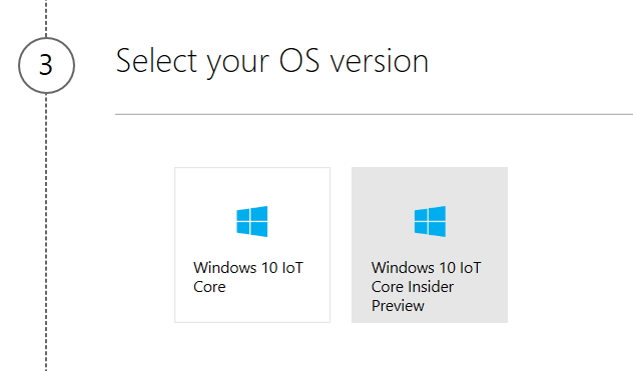 3
Select your OS version
Windows 10 IoT
Core
Windows 10 IoT
Core Insider
Preview